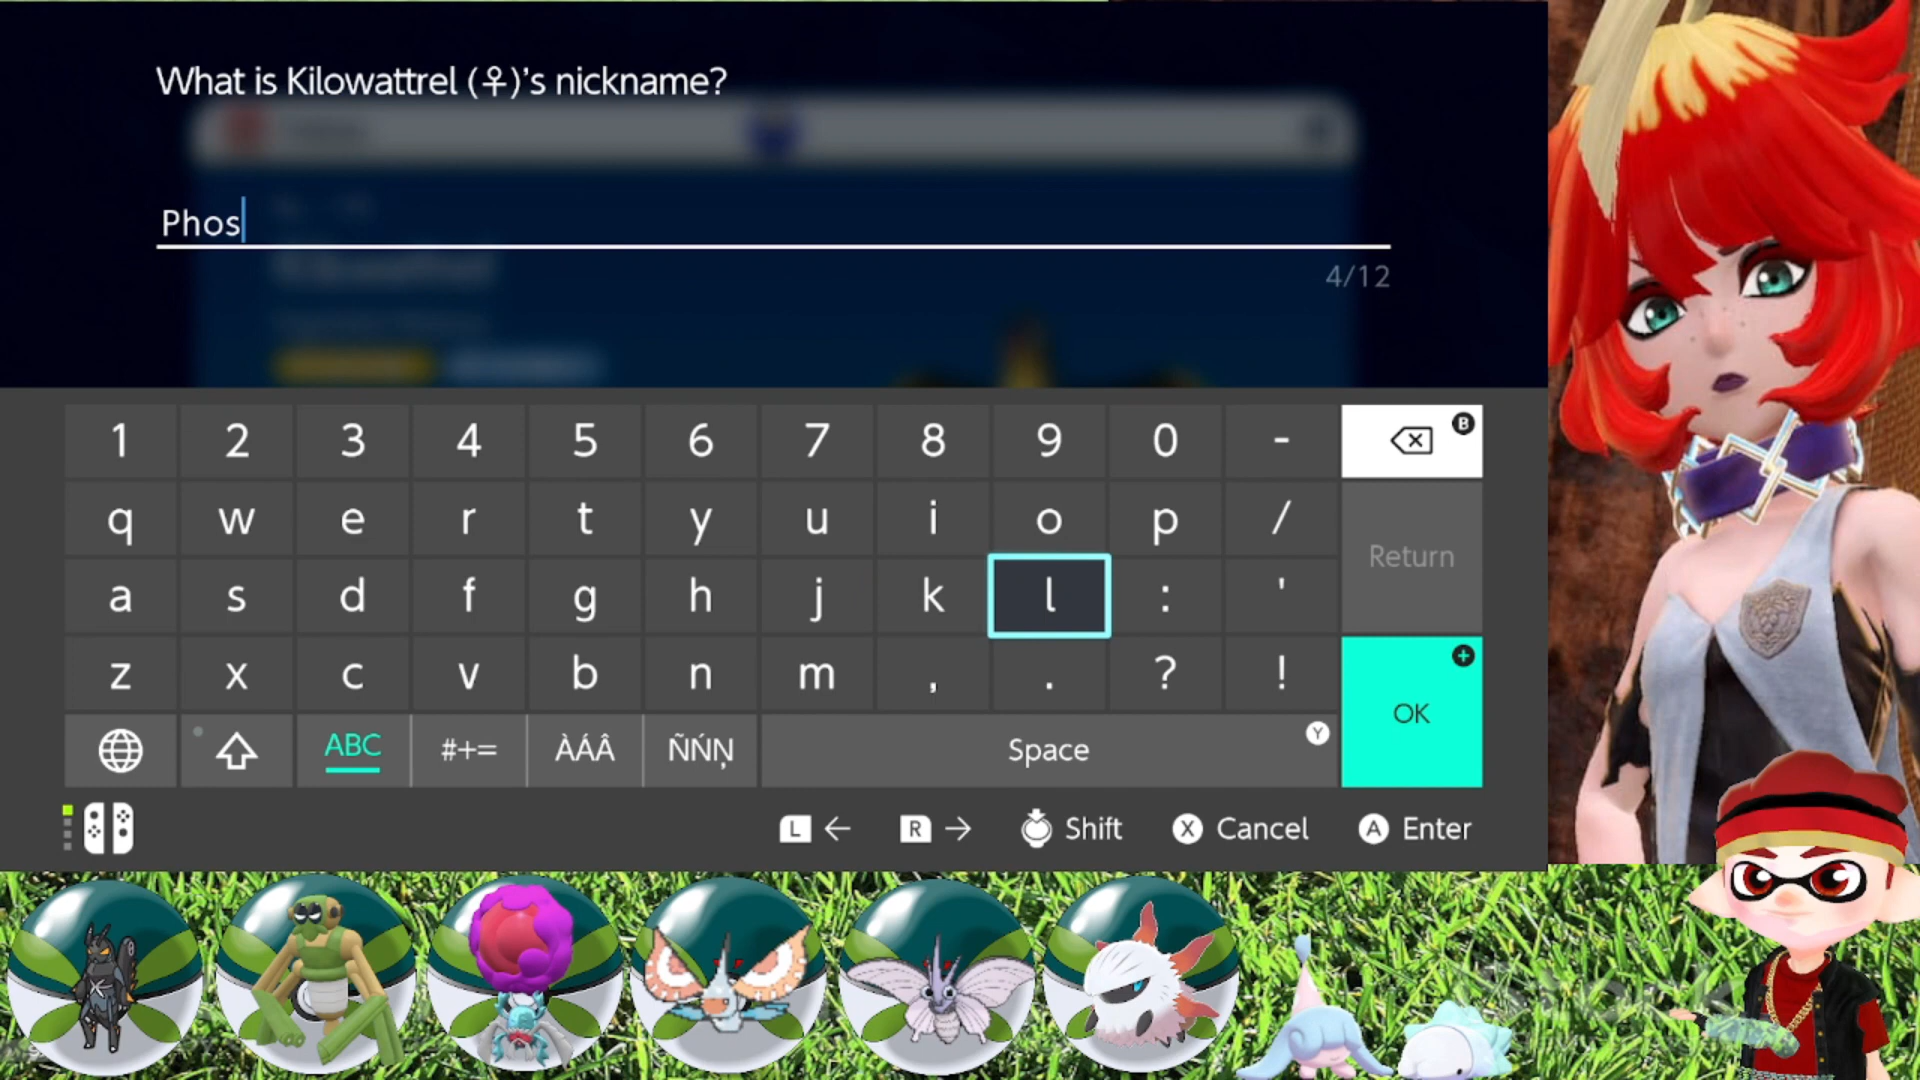 What is Kilowattrel (♀)'s nickname?
Phos
4/12
1 2 3 4 5 6 7 8 9 0 - B
q w e r t y u i o p / Return
a s d f g h j k l : '
z x c v b n m , . ? ! + OK
ABC #+= ÀÁÂ ÑŃŅ Space Y
L ← R → Shift X Cancel A Enter
iStock